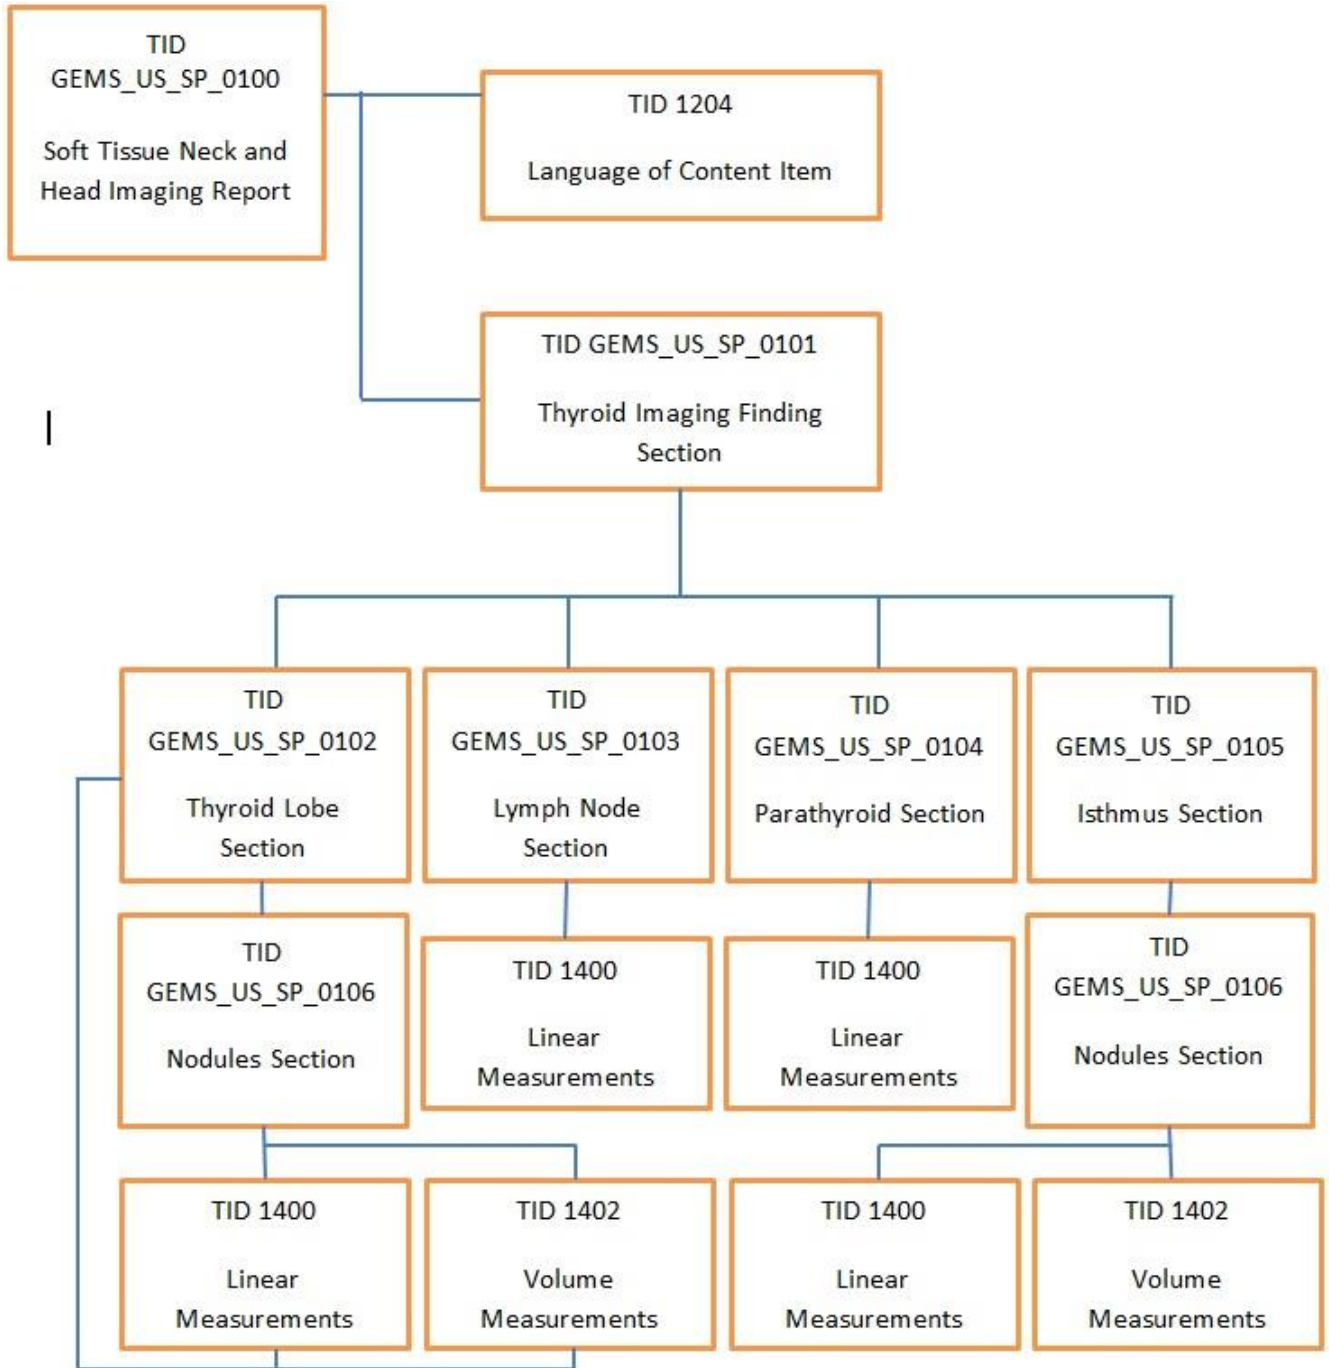 TID
GEMS_US_SP_0100
Soft Tissue Neck and
Head Imaging Report
TID 1204
Language of Content Item
TID GEMS_US_SP_0101
Thyroid Imaging Finding
Section
TID
GEMS_US_SP_0102
Thyroid Lobe
Section
TID
GEMS_US_SP_0103
Lymph Node
Section
TID
GEMS_US_SP_0104
Parathyroid Section
TID
GEMS_US_SP_0105
Isthmus Section
TID
GEMS_US_SP_0106
Nodules Section
TID 1400
Linear
Measurements
TID 1400
Linear
Measurements
TID
GEMS_US_SP_0106
Nodules Section
TID 1400
Linear
Measurements
TID 1402
Volume
Measurements
TID 1400
Linear
Measurements
TID 1402
Volume
Measurements